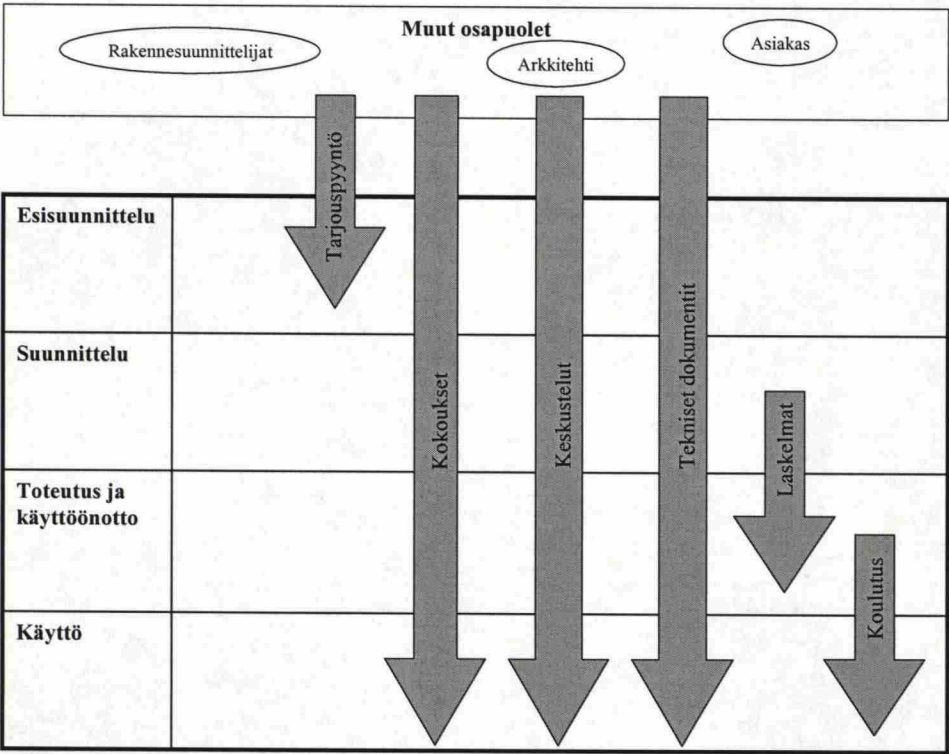 Muut osapuolet
Rakennesuunnittelijat
Arkkitehti
Asiakas
Tarjouspyyntö
Kokoukset
Keskustelut
Tekniset dokumentit
Laskelmat
Koulutus
Esisuunnittelu
Suunnittelu
Toteutus ja
käyttöönotto
Käyttö